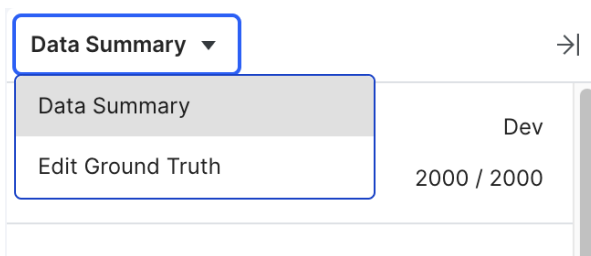 Data Summary
Data Summary
Edit Ground Truth
Dev
2000 / 2000